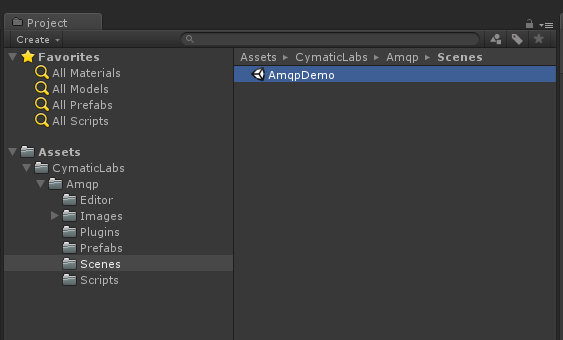 Project
Create
Favorites
All Materials
All Models
All Prefabs
All Scripts
Assets
CymaticLabs
Amqp
Editor
Images
Plugins
Prefabs
Scenes
Scripts
Assets ▸ CymaticLabs ▸ Amqp ▸ Scenes
AmqpDemo